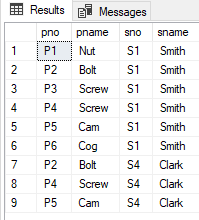 Results Messages
pno pname sno sname
1 P1 Nut S1 Smith
2 P2 Bolt S1 Smith
3 P3 Screw S1 Smith
4 P4 Screw S1 Smith
5 P5 Cam S1 Smith
6 P6 Cog S1 Smith
7 P2 Bolt S4 Clark
8 P4 Screw S4 Clark
9 P5 Cam S4 Clark